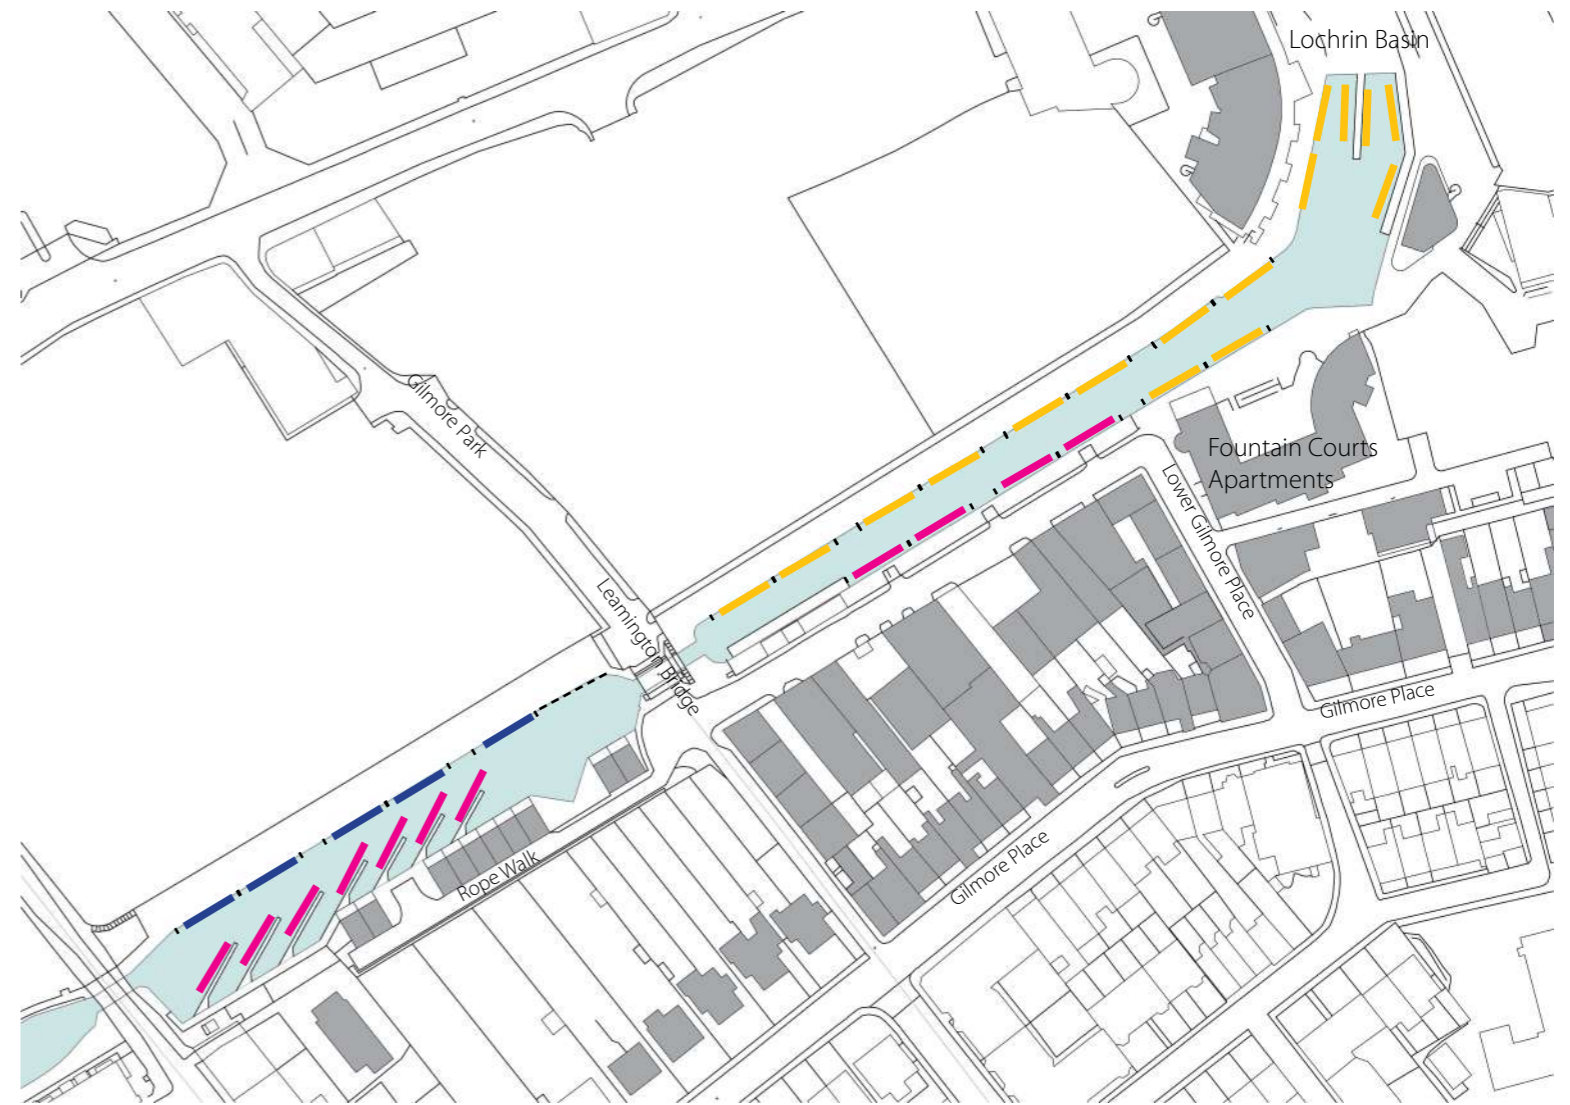 Lochrin Basin
Gilmore Park
Fountain Courts
Apartments
Lower Gilmore Place
Leamington Bridge
Gilmore Place
Gilmore Place
Rope Walk